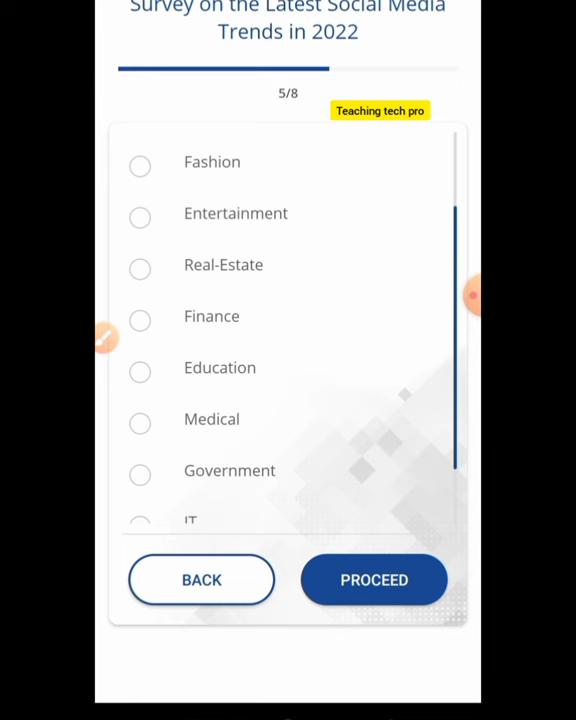 Survey on the Latest Social Media
Trends in 2022
5/8
Teaching tech pro
Fashion
Entertainment
Real-Estate
Finance
Education
Medical
Government
IT
BACK
PROCEED